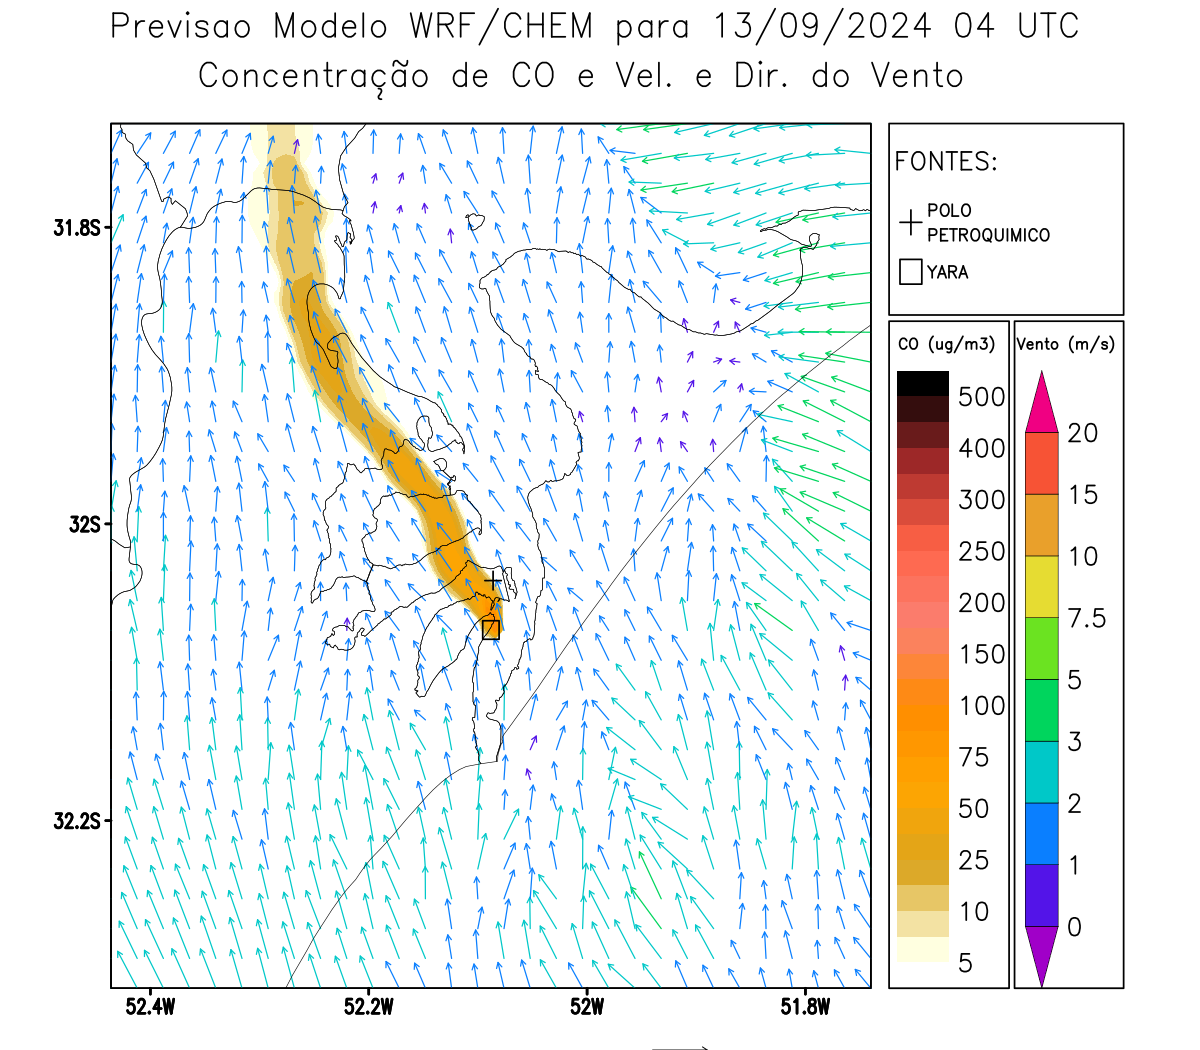 Previsao Modelo WRF/CHEM para 13/09/2024 04 UTC
Concentração de CO e Vel. e Dir. do Vento
FONTES:
POLO
PETROQUIMICO
YARA
CO (ug/m3)
500
400
300
250
200
150
100
75
50
25
10
5
Vento (m/s)
20
15
10
7.5
5
3
2
1
0
31.8S
32S
32.2S
52.4W 52.2W 52W 51.8W